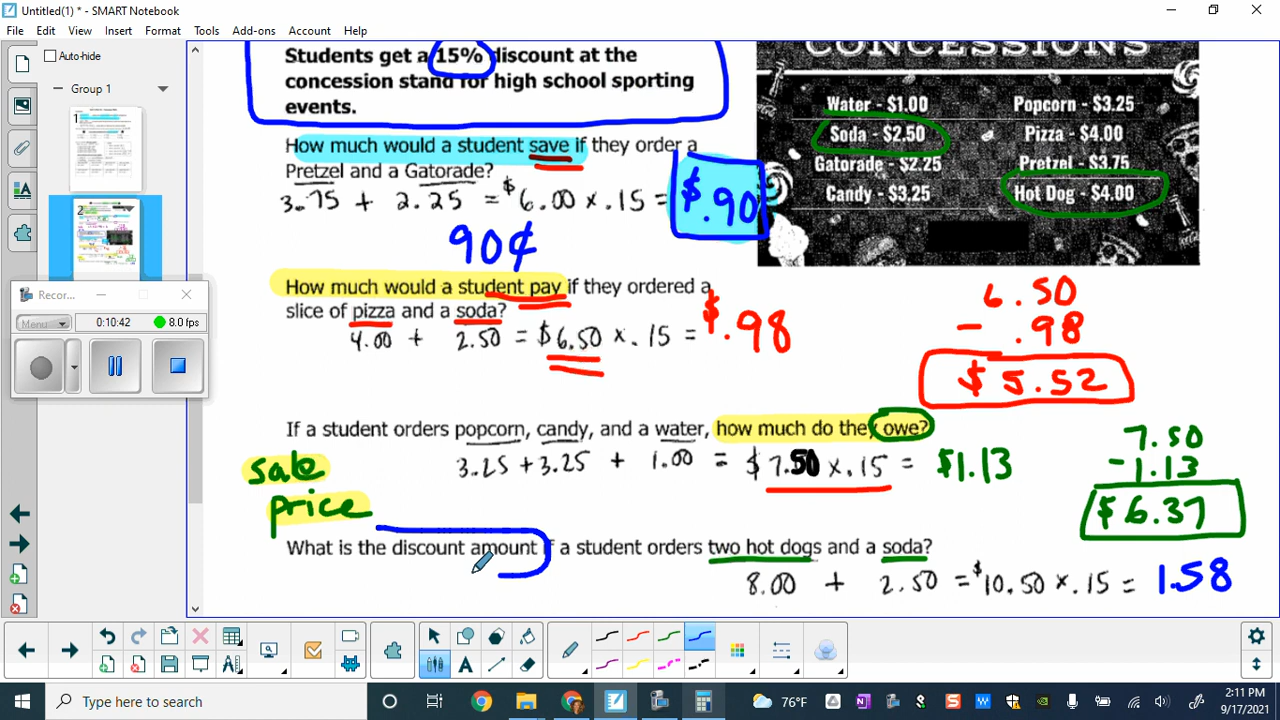 Untitled(1) * - SMART Notebook
File Edit View Insert Format Tools Add-ons Help Account
Auto-hide
Group 1
1
2
Recor...
Menu
0:10:42
8.0 fps
Students get a 15% discount at the
concession stand for high school sporting
events.
CONCESSIONS
Water - $1.00
Soda - $2.50
Gatorade - $2.25
Candy - $3.25
Popcorn - $3.25
Pizza - $4.00
Pretzel - $3.75
Hot Dog - $4.00
How much would a student save if they order a
Pretzel and a Gatorade?
3.75 + 2.25 = $6.00 x .15 = $.90
90¢
How much would a student pay if they ordered a
slice of pizza and a soda?
4.00 + 2.50 = $6.50 x .15 = $.98
6.50
- .98
$5.52
If a student orders popcorn, candy, and a water, how much do they owe?
3.25 + 3.25 + 1.00 = $7.50 x .15 = $1.13
7.50
-1.13
$6.37
sale
price
What is the discount amount if a student orders two hot dogs and a soda?
8.00 + 2.50 = $10.50 x .15 = 1.58
Type here to search
76°F
2:11 PM
9/17/2021